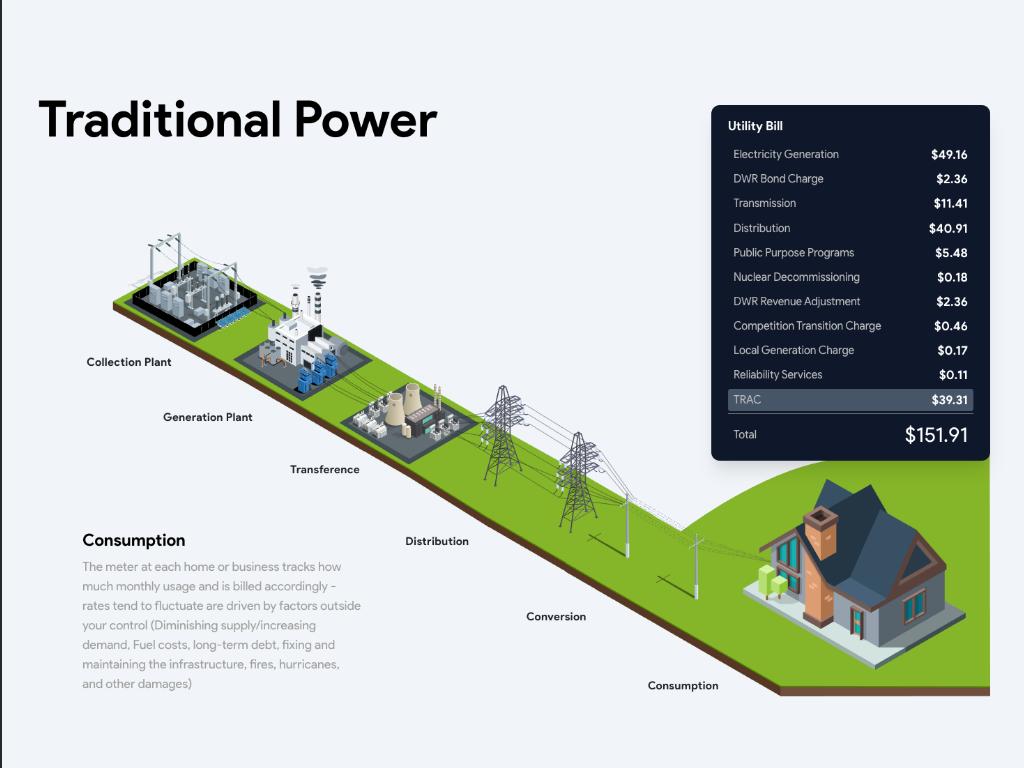 Traditional Power
Utility Bill
Electricity Generation $49.16
DWR Bond Charge $2.36
Transmission $11.41
Distribution $40.91
Public Purpose Programs $5.48
Nuclear Decommissioning $0.18
DWR Revenue Adjustment $2.36
Competition Transition Charge $0.46
Local Generation Charge $0.17
Reliability Services $0.11
TRAC $39.31
Total $151.91
Collection Plant
Generation Plant
Transference
Distribution
Conversion
Consumption
Consumption
The meter at each home or business tracks how
much monthly usage and is billed accordingly -
rates tend to fluctuate are driven by factors outside
your control (Diminishing supply/increasing
demand, Fuel costs, long-term debt, fixing and
maintaining the infrastructure, fires, hurricanes,
and other damages)